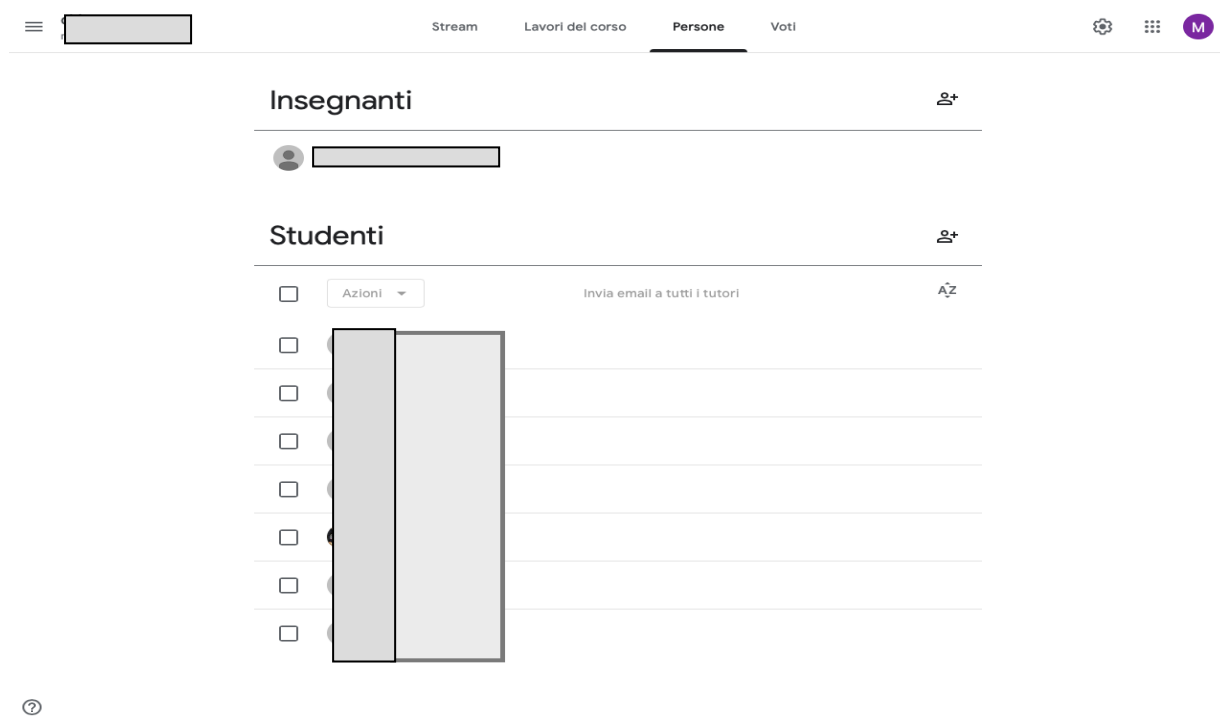 Stream Lavori del corso Persone Voti M
Insegnanti
Studenti
Azioni Invia email a tutti i tutori AZ